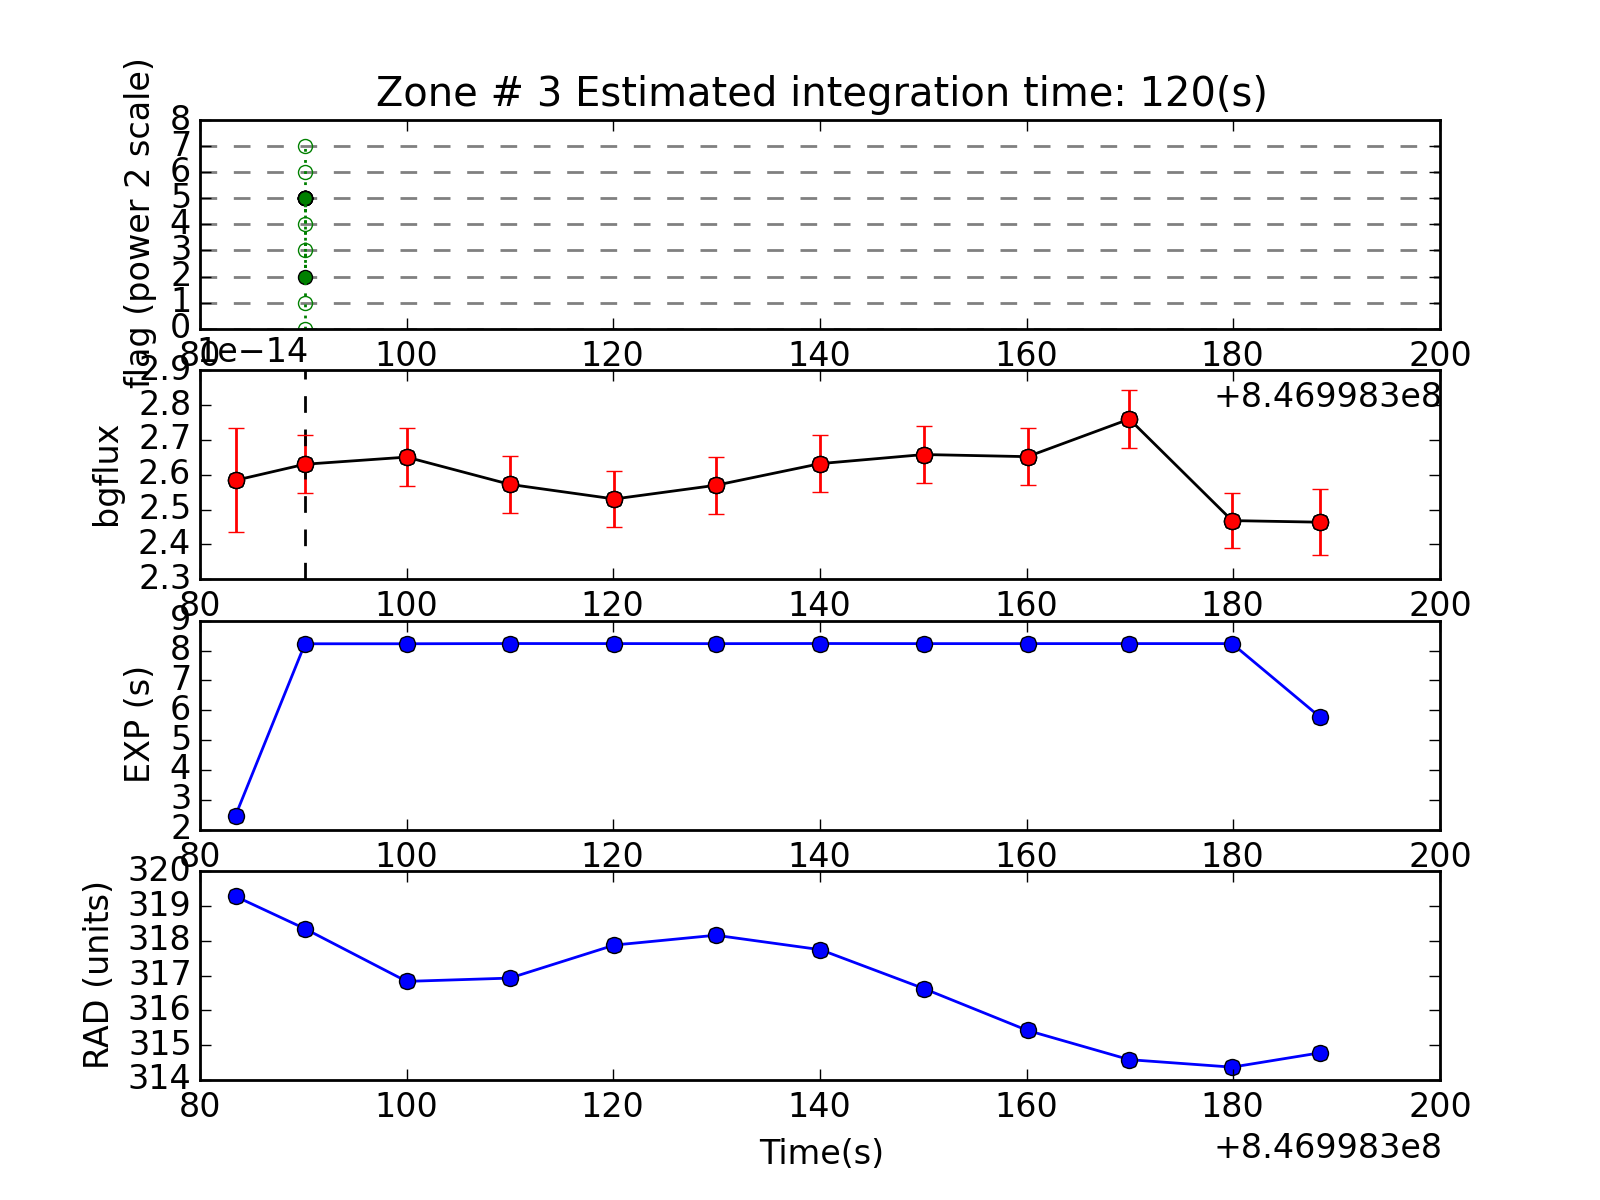 Zone # 3 Estimated integration time: 120(s)
flag (power 2 scale)
8
7
6
5
4
3
2
1
0
80 100 120 140 160 180 200
1e−14
+8.469983e8
bgflux
2.9
2.8
2.7
2.6
2.5
2.4
2.3
80 100 120 140 160 180 200
EXP (s)
9
8
7
6
5
4
3
2
80 100 120 140 160 180 200
RAD (units)
320
319
318
317
316
315
314
80 100 120 140 160 180 200
Time(s)
+8.469983e8